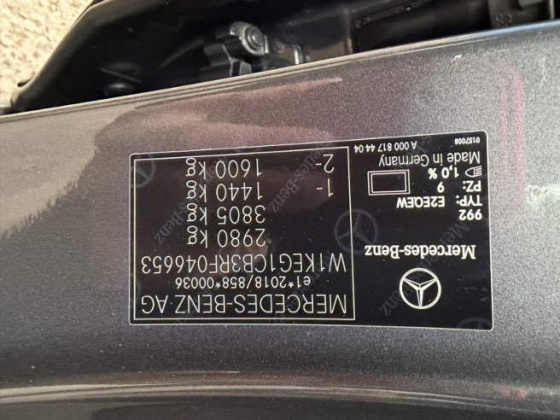 MERCEDES-BENZ AG
e1*2018/858*00036
W1KEG1CB3RF046653
2980 kg
3805 kg
1- 1440 kg
2- 1600 kg
Mercedes-Benz
992
TYP: E2EQEW
PZ: 9
1,0 %
Made in Germany
A 000 817 44 04
0157008